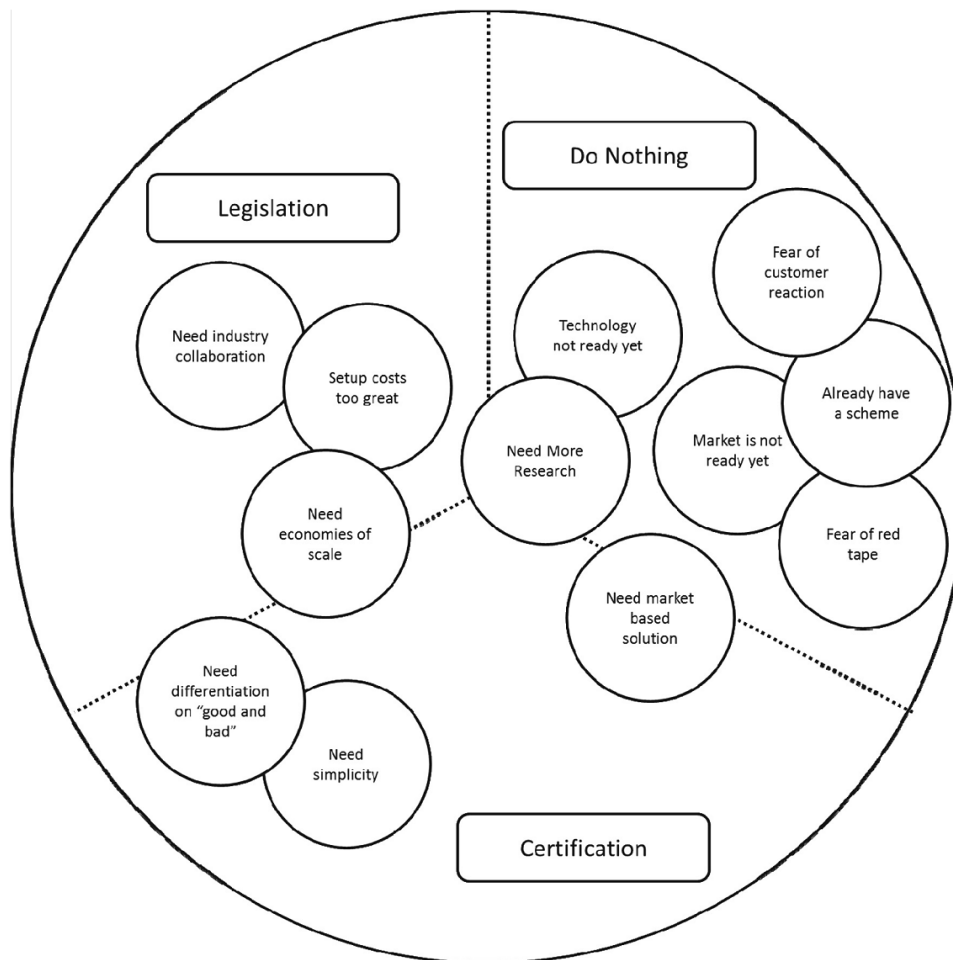 Do Nothing
Legislation
Fear of
customer
reaction
Need industry
collaboration
Technology
not ready yet
Setup costs
too great
Already have
a scheme
Need More
Research
Market is not
ready yet
Need
economies of
scale
Fear of red
tape
Need market
based
solution
Need
differentiation
on “good and
bad”
Need
simplicity
Certification